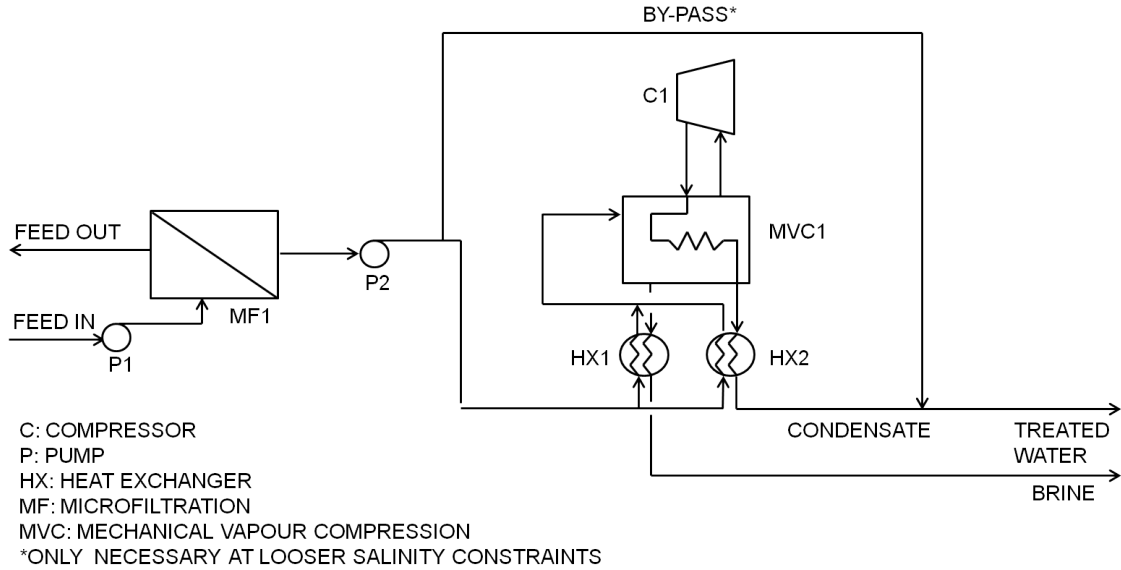 BY-PASS*
C1
FEED OUT
MVC1
P2
FEED IN
MF1
P1
HX1
HX2
C: COMPRESSOR
CONDENSATE
TREATED
WATER
P: PUMP
HX: HEAT EXCHANGER
BRINE
MF: MICROFILTRATION
MVC: MECHANICAL VAPOUR COMPRESSION
*ONLY NECESSARY AT LOOSER SALINITY CONSTRAINTS